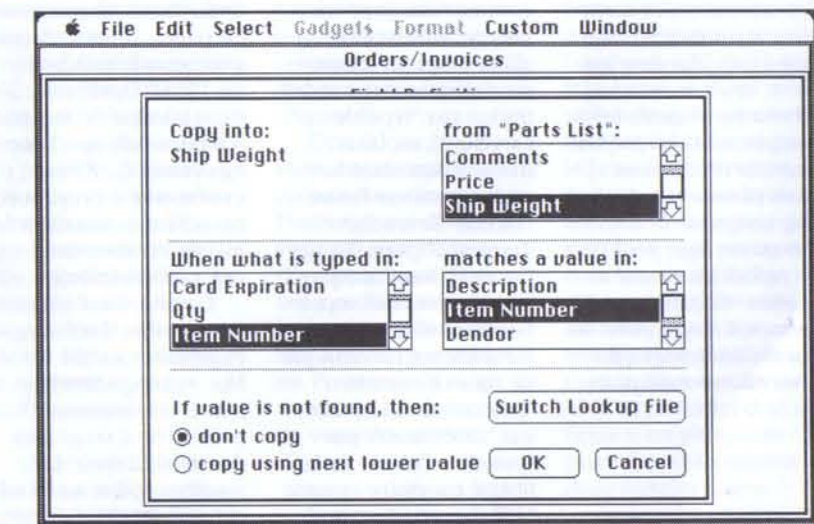 File Edit Select Gadgets Format Custom Window
Orders/Invoices
Copy into:
Ship Weight
from "Parts List":
Comments
Price
Ship Weight
When what is typed in:
Card Expiration
Qty
Item Number
matches a value in:
Description
Item Number
Vendor
If value is not found, then:
don't copy
copy using next lower value
Switch Lookup File
OK
Cancel